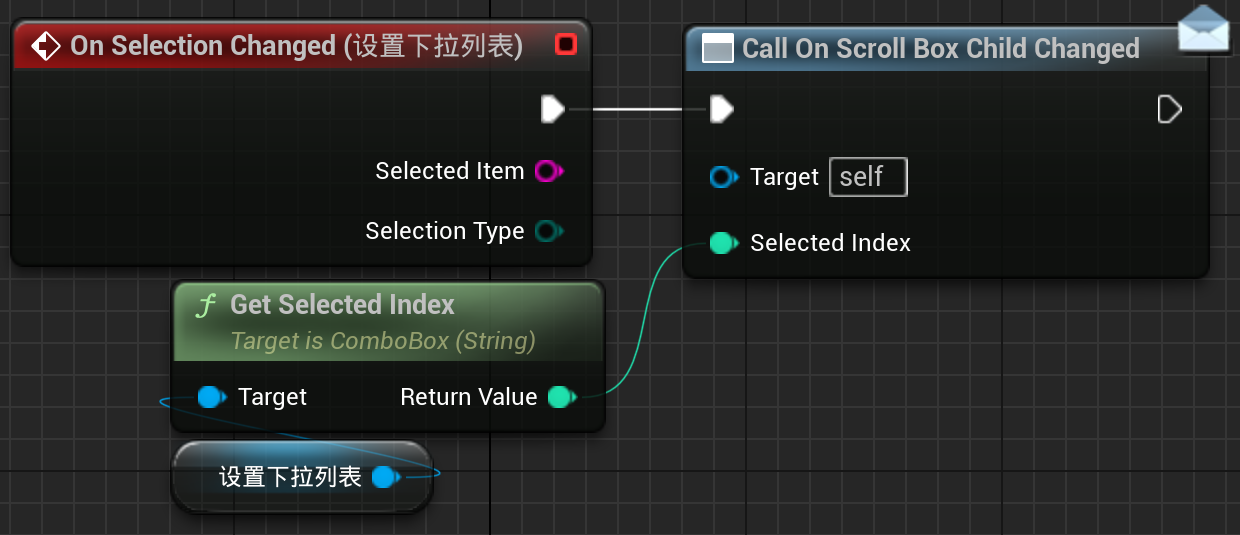 On Selection Changed (设置下拉列表)
Selected Item
Selection Type
Call On Scroll Box Child Changed
Target self
Selected Index
f Get Selected Index
Target is ComboBox (String)
Target Return Value
设置下拉列表